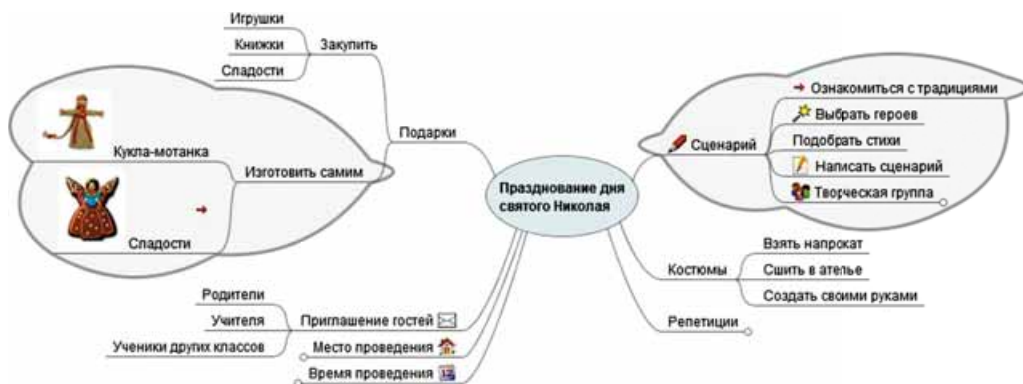 Игрушки
Книжки
Сладости
Закупить
Подарки
Кукла-мотанка
Изготовить самим
Сладости
Празднование дня
святого Николая
Сценарий
Ознакомиться с традициями
Выбрать героев
Подобрать стихи
Написать сценарий
Творческая группа
Костюмы
Взять напрокат
Сшить в ателье
Создать своими руками
Репетиции
Родители
Учителя
Ученики других классов
Приглашение гостей
Место проведения
Время проведения
12